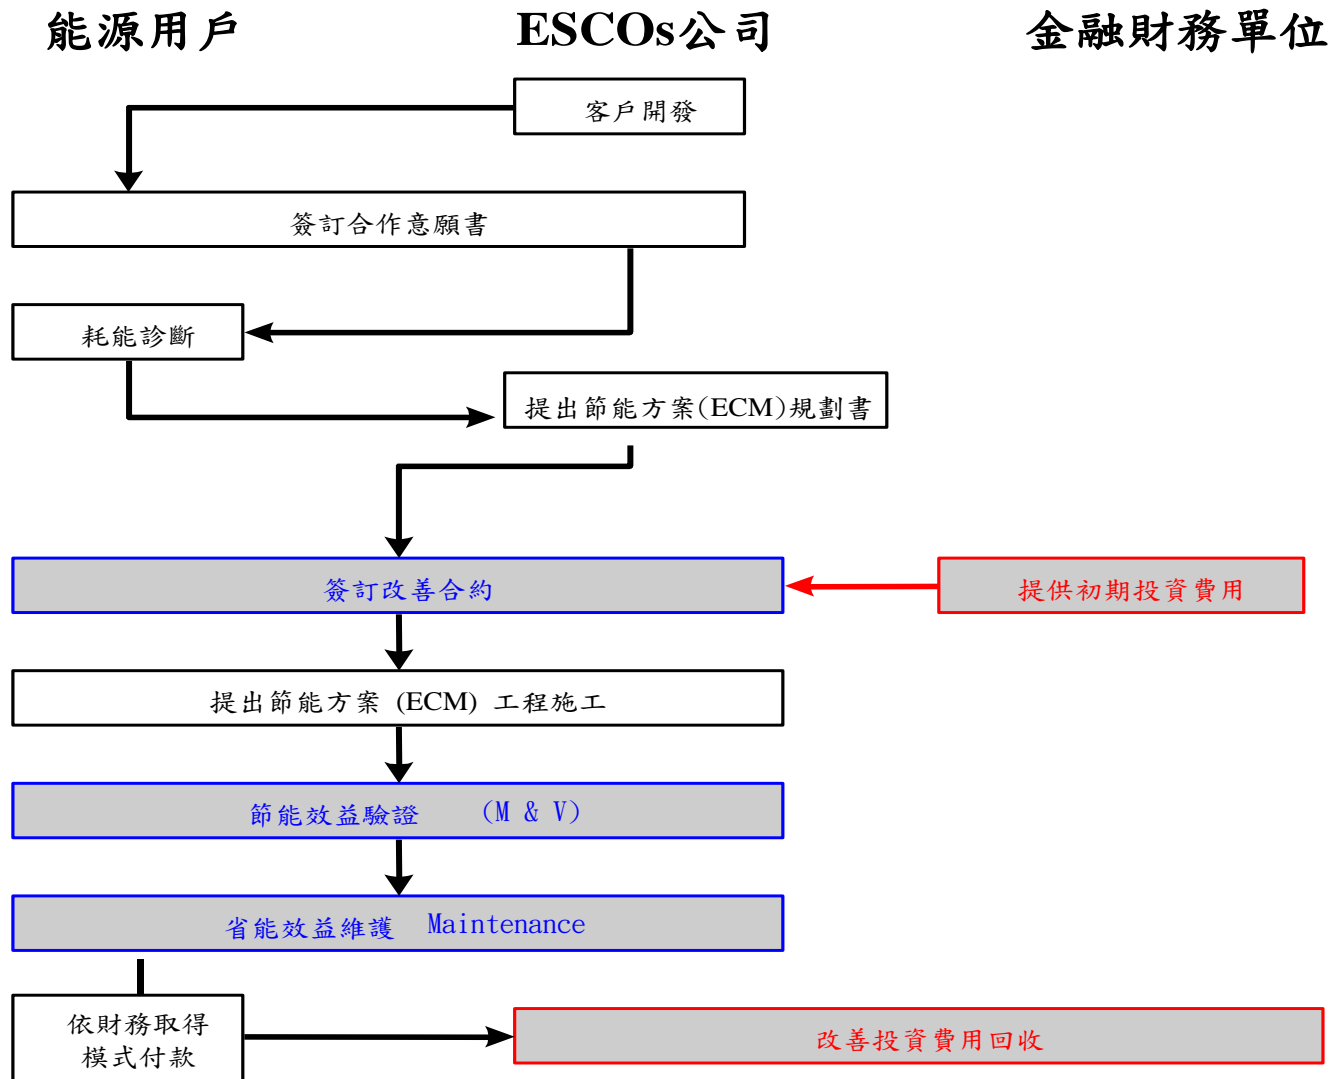 能源用戶
ESCOs公司
金融財務單位
客戶開發
簽訂合作意願書
耗能診斷
提出節能方案(ECM)規劃書
簽訂改善合約
提供初期投資費用
提出節能方案 (ECM) 工程施工
節能效益驗證 (M & V)
省能效益維護 Maintenance
依財務取得
模式付款
改善投資費用回收